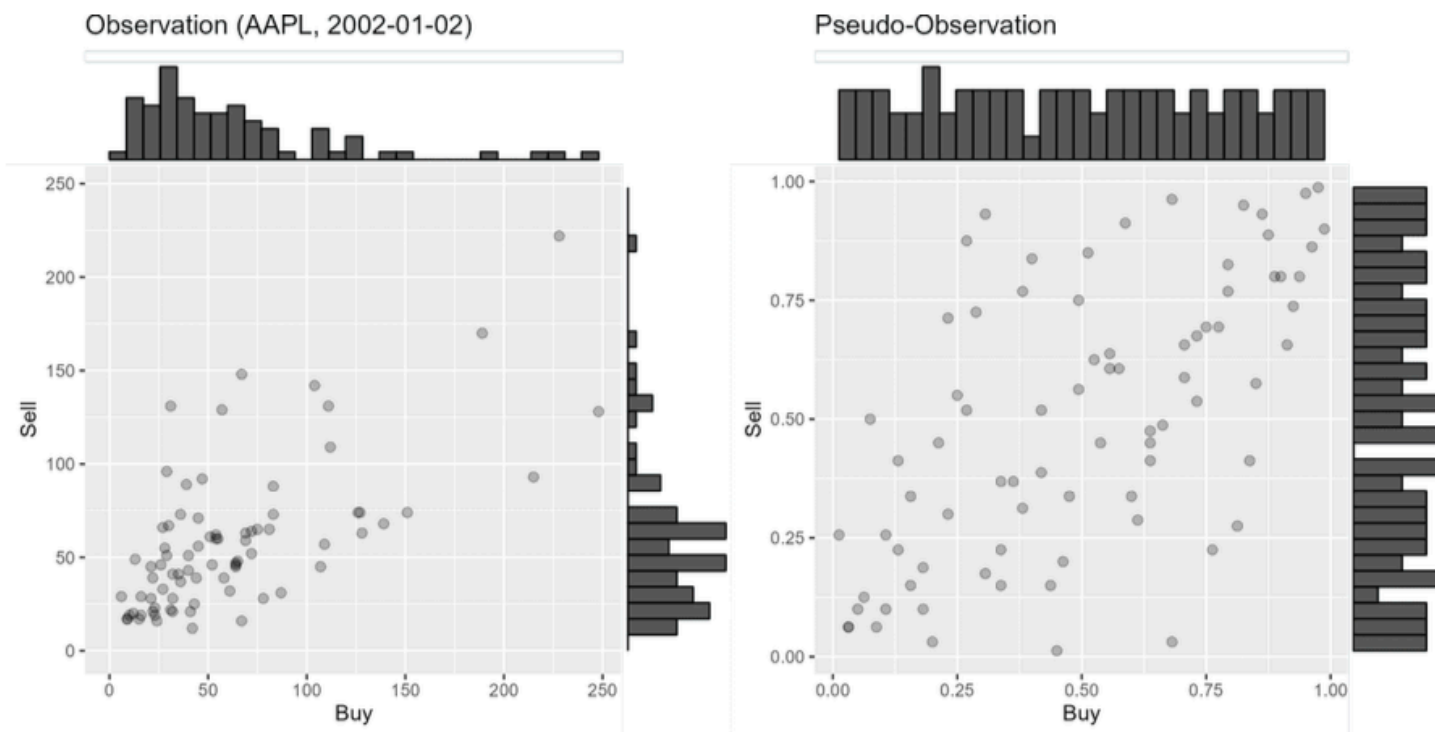 Observation (AAPL, 2002-01-02)
250
200
150
100
50
0
Sell
0 50 100 150 200 250
Buy
Pseudo-Observation
1.00
0.75
0.50
0.25
0.00
Sell
0.00 0.25 0.50 0.75 1.00
Buy